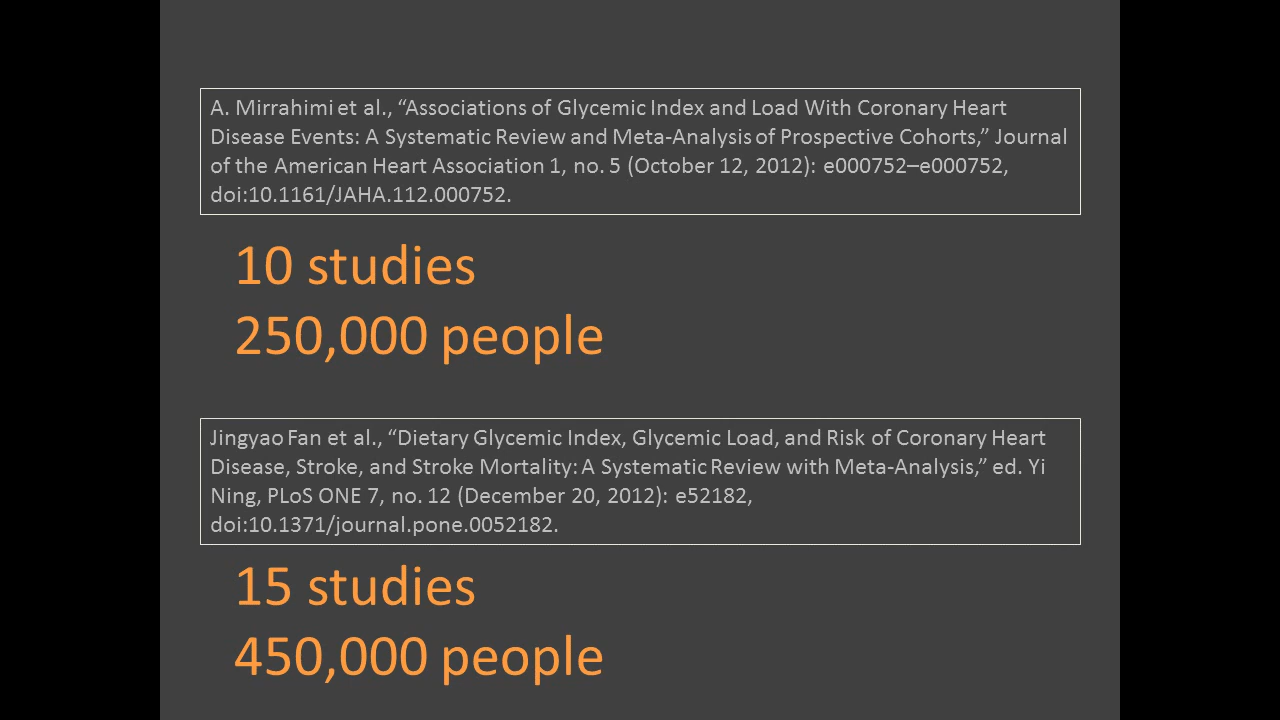 A. Mirrahimi et al., “Associations of Glycemic Index and Load With Coronary Heart
Disease Events: A Systematic Review and Meta-Analysis of Prospective Cohorts,” Journal
of the American Heart Association 1, no. 5 (October 12, 2012): e000752–e000752,
doi:10.1161/JAHA.112.000752.
10 studies
250,000 people
Jingyao Fan et al., “Dietary Glycemic Index, Glycemic Load, and Risk of Coronary Heart
Disease, Stroke, and Stroke Mortality: A Systematic Review with Meta-Analysis,” ed. Yi
Ning, PLoS ONE 7, no. 12 (December 20, 2012): e52182,
doi:10.1371/journal.pone.0052182.
15 studies
450,000 people